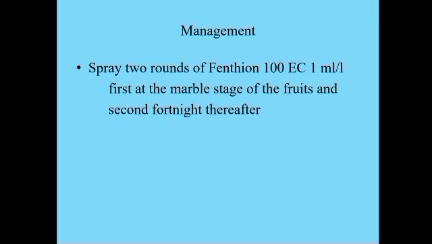 Management
• Spray two rounds of Fenthion 100 EC 1 ml/l
first at the marble stage of the fruits and
second fortnight thereafter